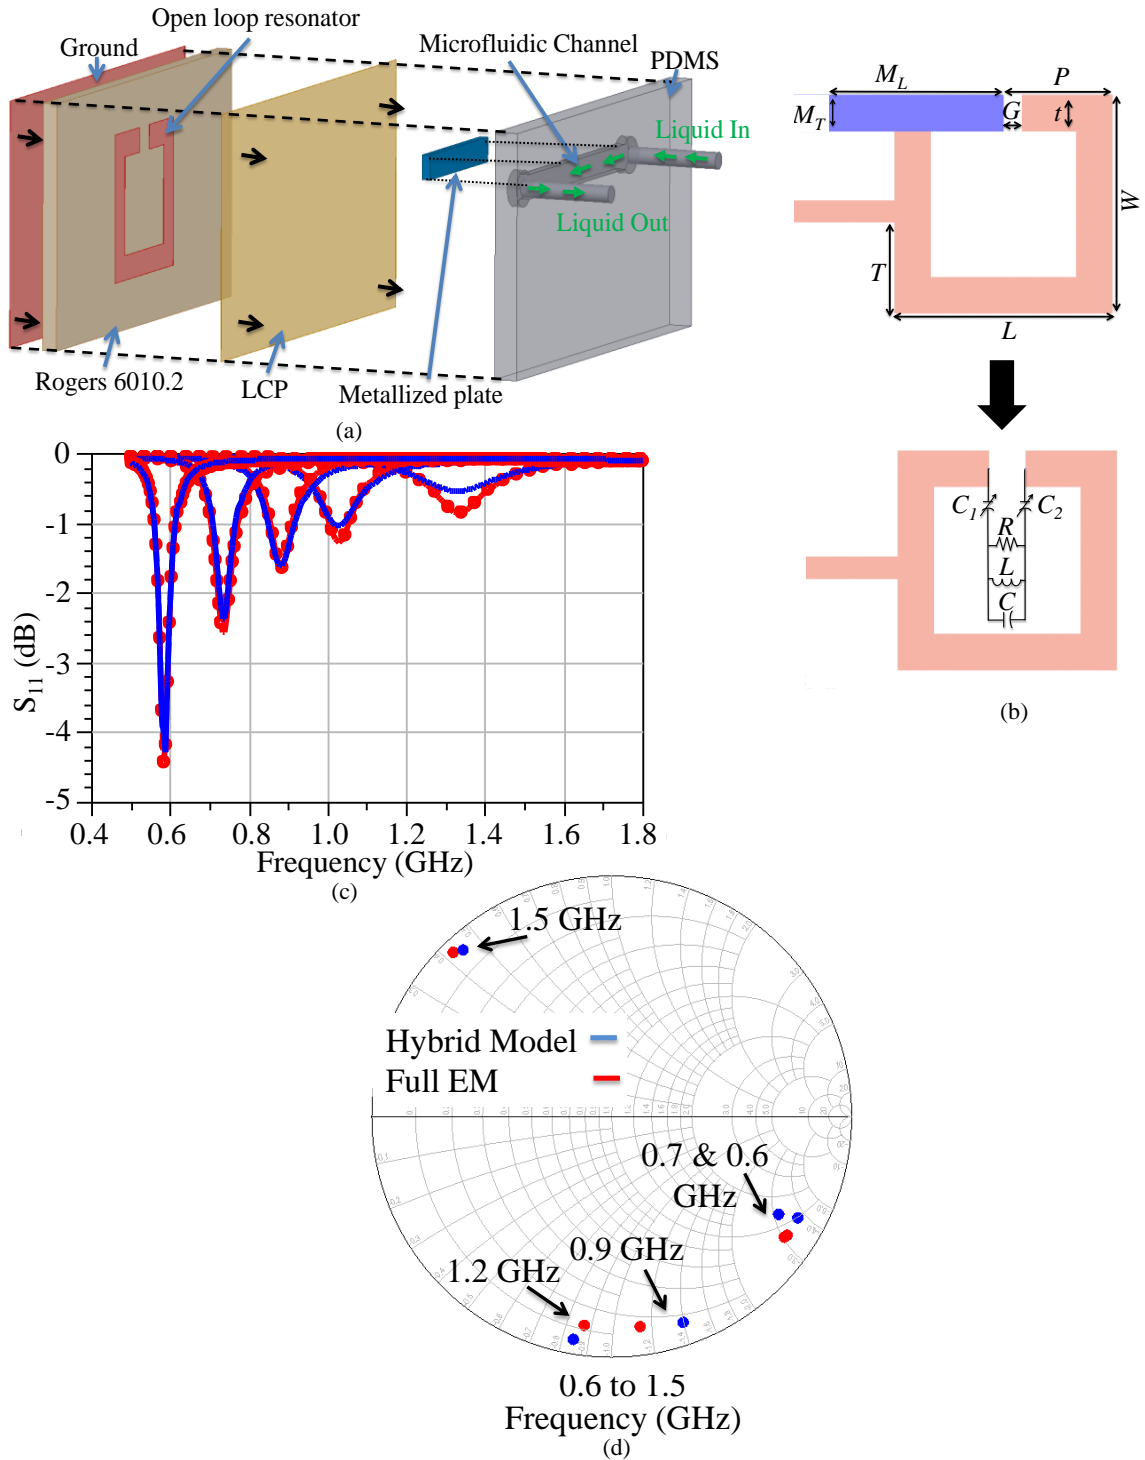 Open loop resonator
Ground
Microfluidic Channel
PDMS
Liquid In
Liquid Out
Rogers 6010.2
LCP
Metallized plate
(a)
M_L
P
M_T
G
t
W
T
L
C_1
C_2
R
L
C
(b)
0
-1
-2
-3
-4
-5
S_11 (dB)
0.4 0.6 0.8 1.0 1.2 1.4 1.6 1.8
Frequency (GHz)
(c)
1.5 GHz
Hybrid Model
Full EM
0.7 & 0.6
GHz
0.9 GHz
1.2 GHz
0.6 to 1.5
Frequency (GHz)
(d)